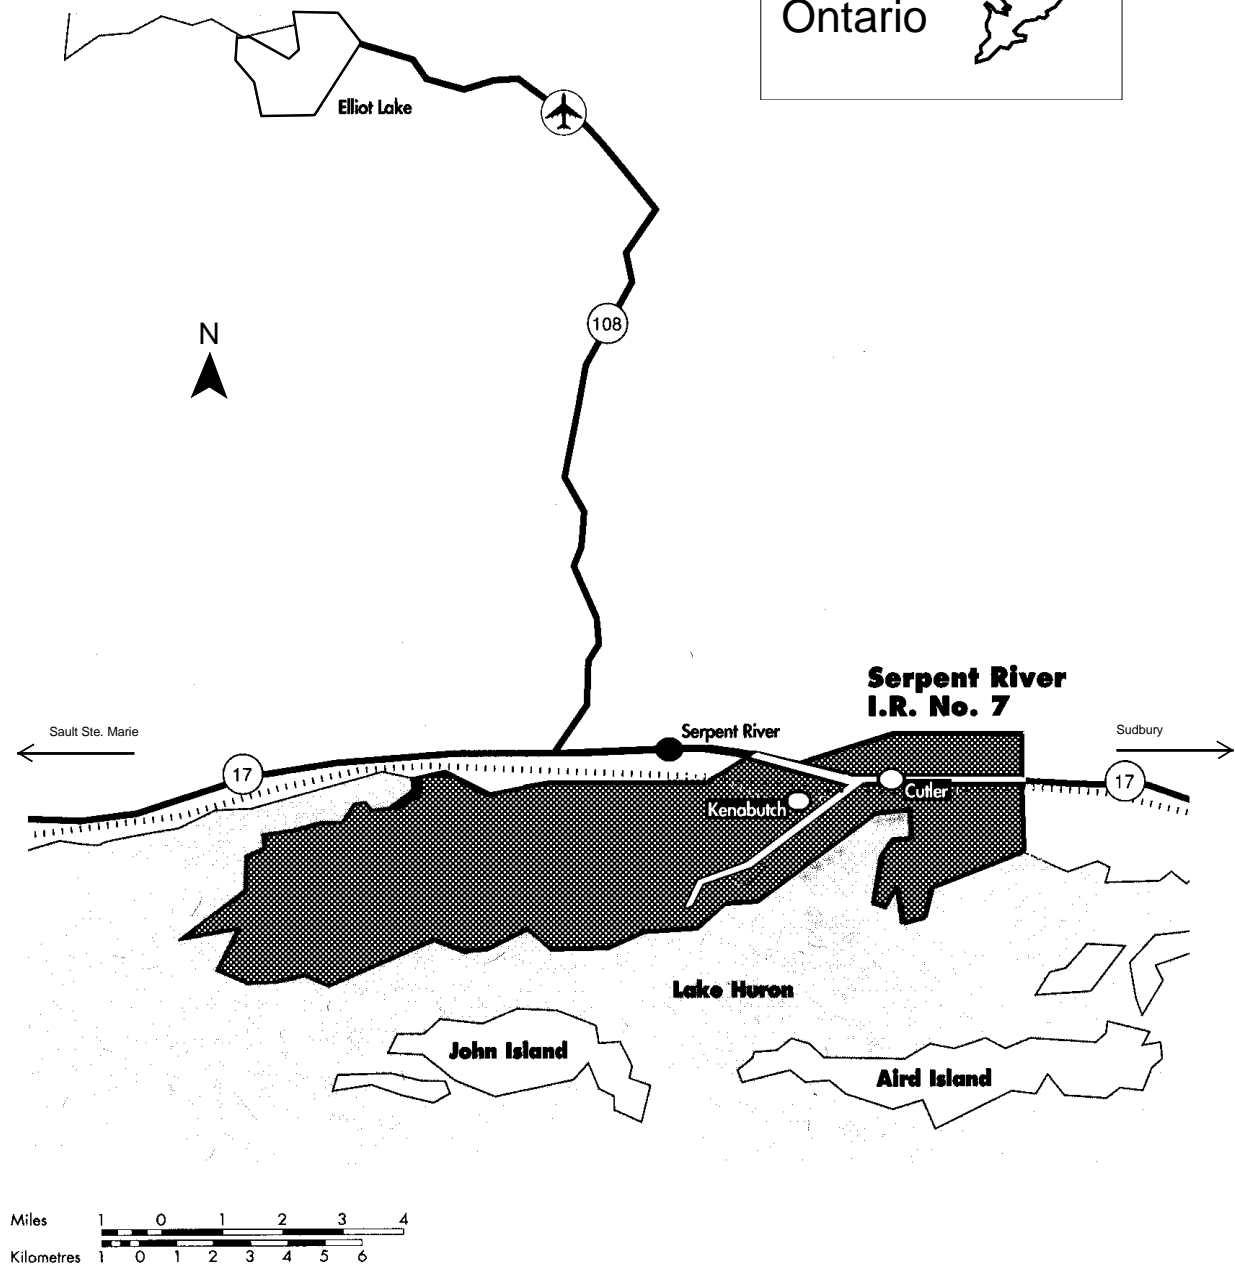 Ontario
Elliot Lake
108
N
Serpent River
I.R. No. 7
Sault Ste. Marie
Serpent River
Sudbury
17
17
Cutler
Kenabutch
Lake Huron
John Island
Aird Island
Miles 1 0 1 2 3 4
Kilometres 1 0 1 2 3 4 5 6